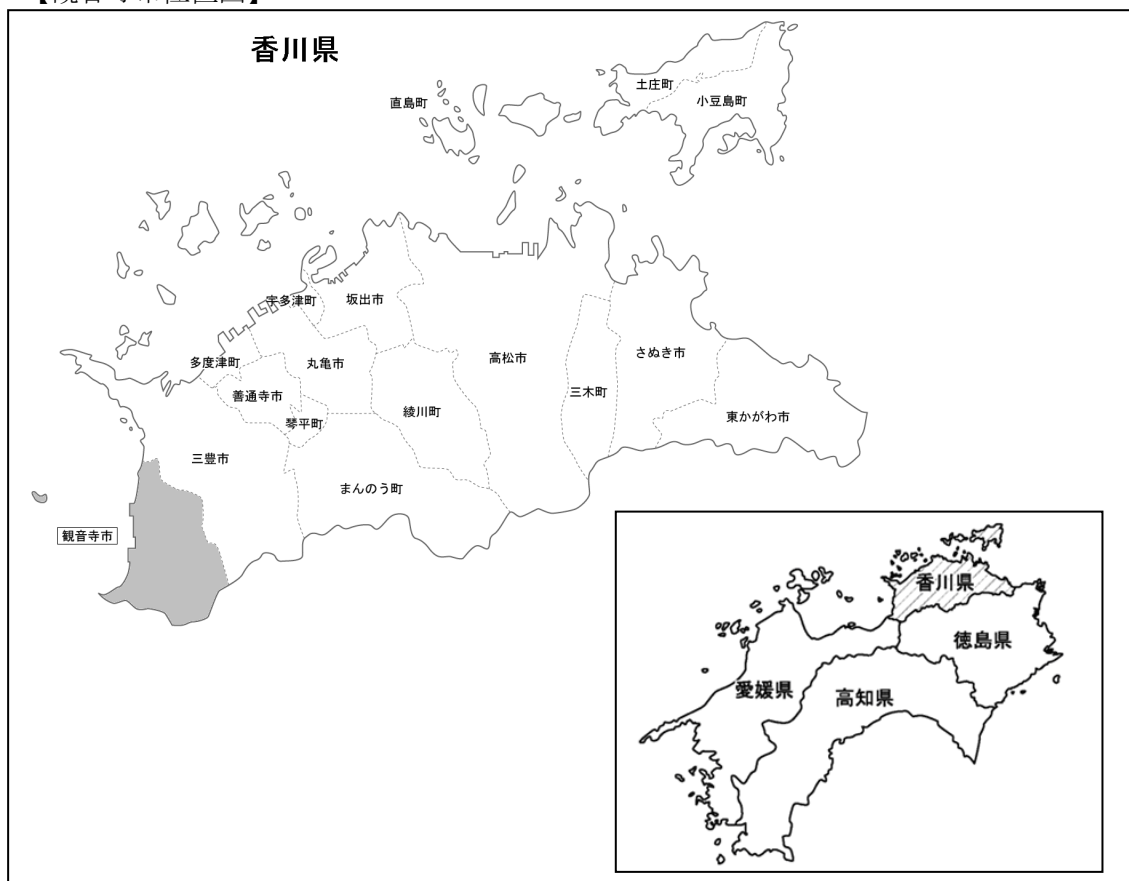 香川県
土庄町
小豆島町
直島町
宇多津町
坂出市
多度津町
丸亀市
高松市
さぬき市
善通寺市
三木町
琴平町
綾川町
東かがわ市
三豊市
まんのう町
観音寺市
香川県
徳島県
愛媛県
高知県